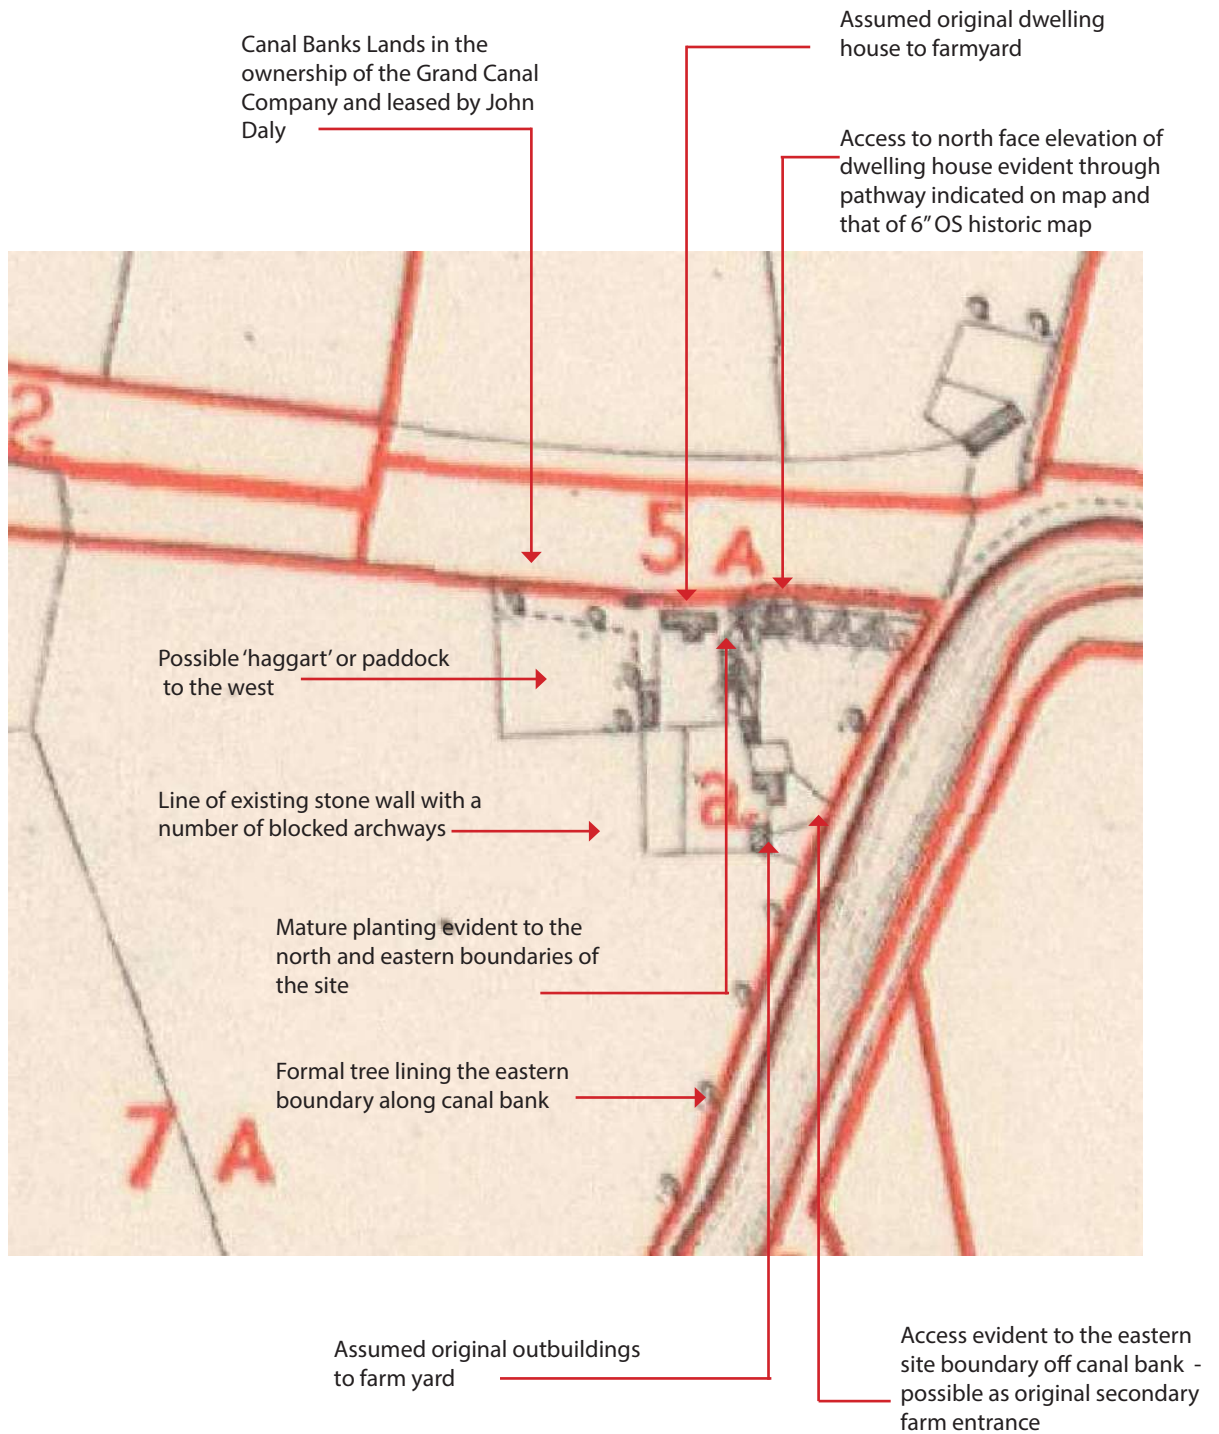 Assumed original dwelling
house to farmyard
Canal Banks Lands in the
ownership of the Grand Canal
Company and leased by John
Daly
Access to north face elevation of
dwelling house evident through
pathway indicated on map and
that of 6” OS historic map
2
5 A
Possible ‘haggart’ or paddock
to the west
a
Line of existing stone wall with a
number of blocked archways
Mature planting evident to the
north and eastern boundaries of
the site
Formal tree lining the eastern
boundary along canal bank
7 A
Assumed original outbuildings
to farm yard
Access evident to the eastern
site boundary off canal bank -
possible as original secondary
farm entrance